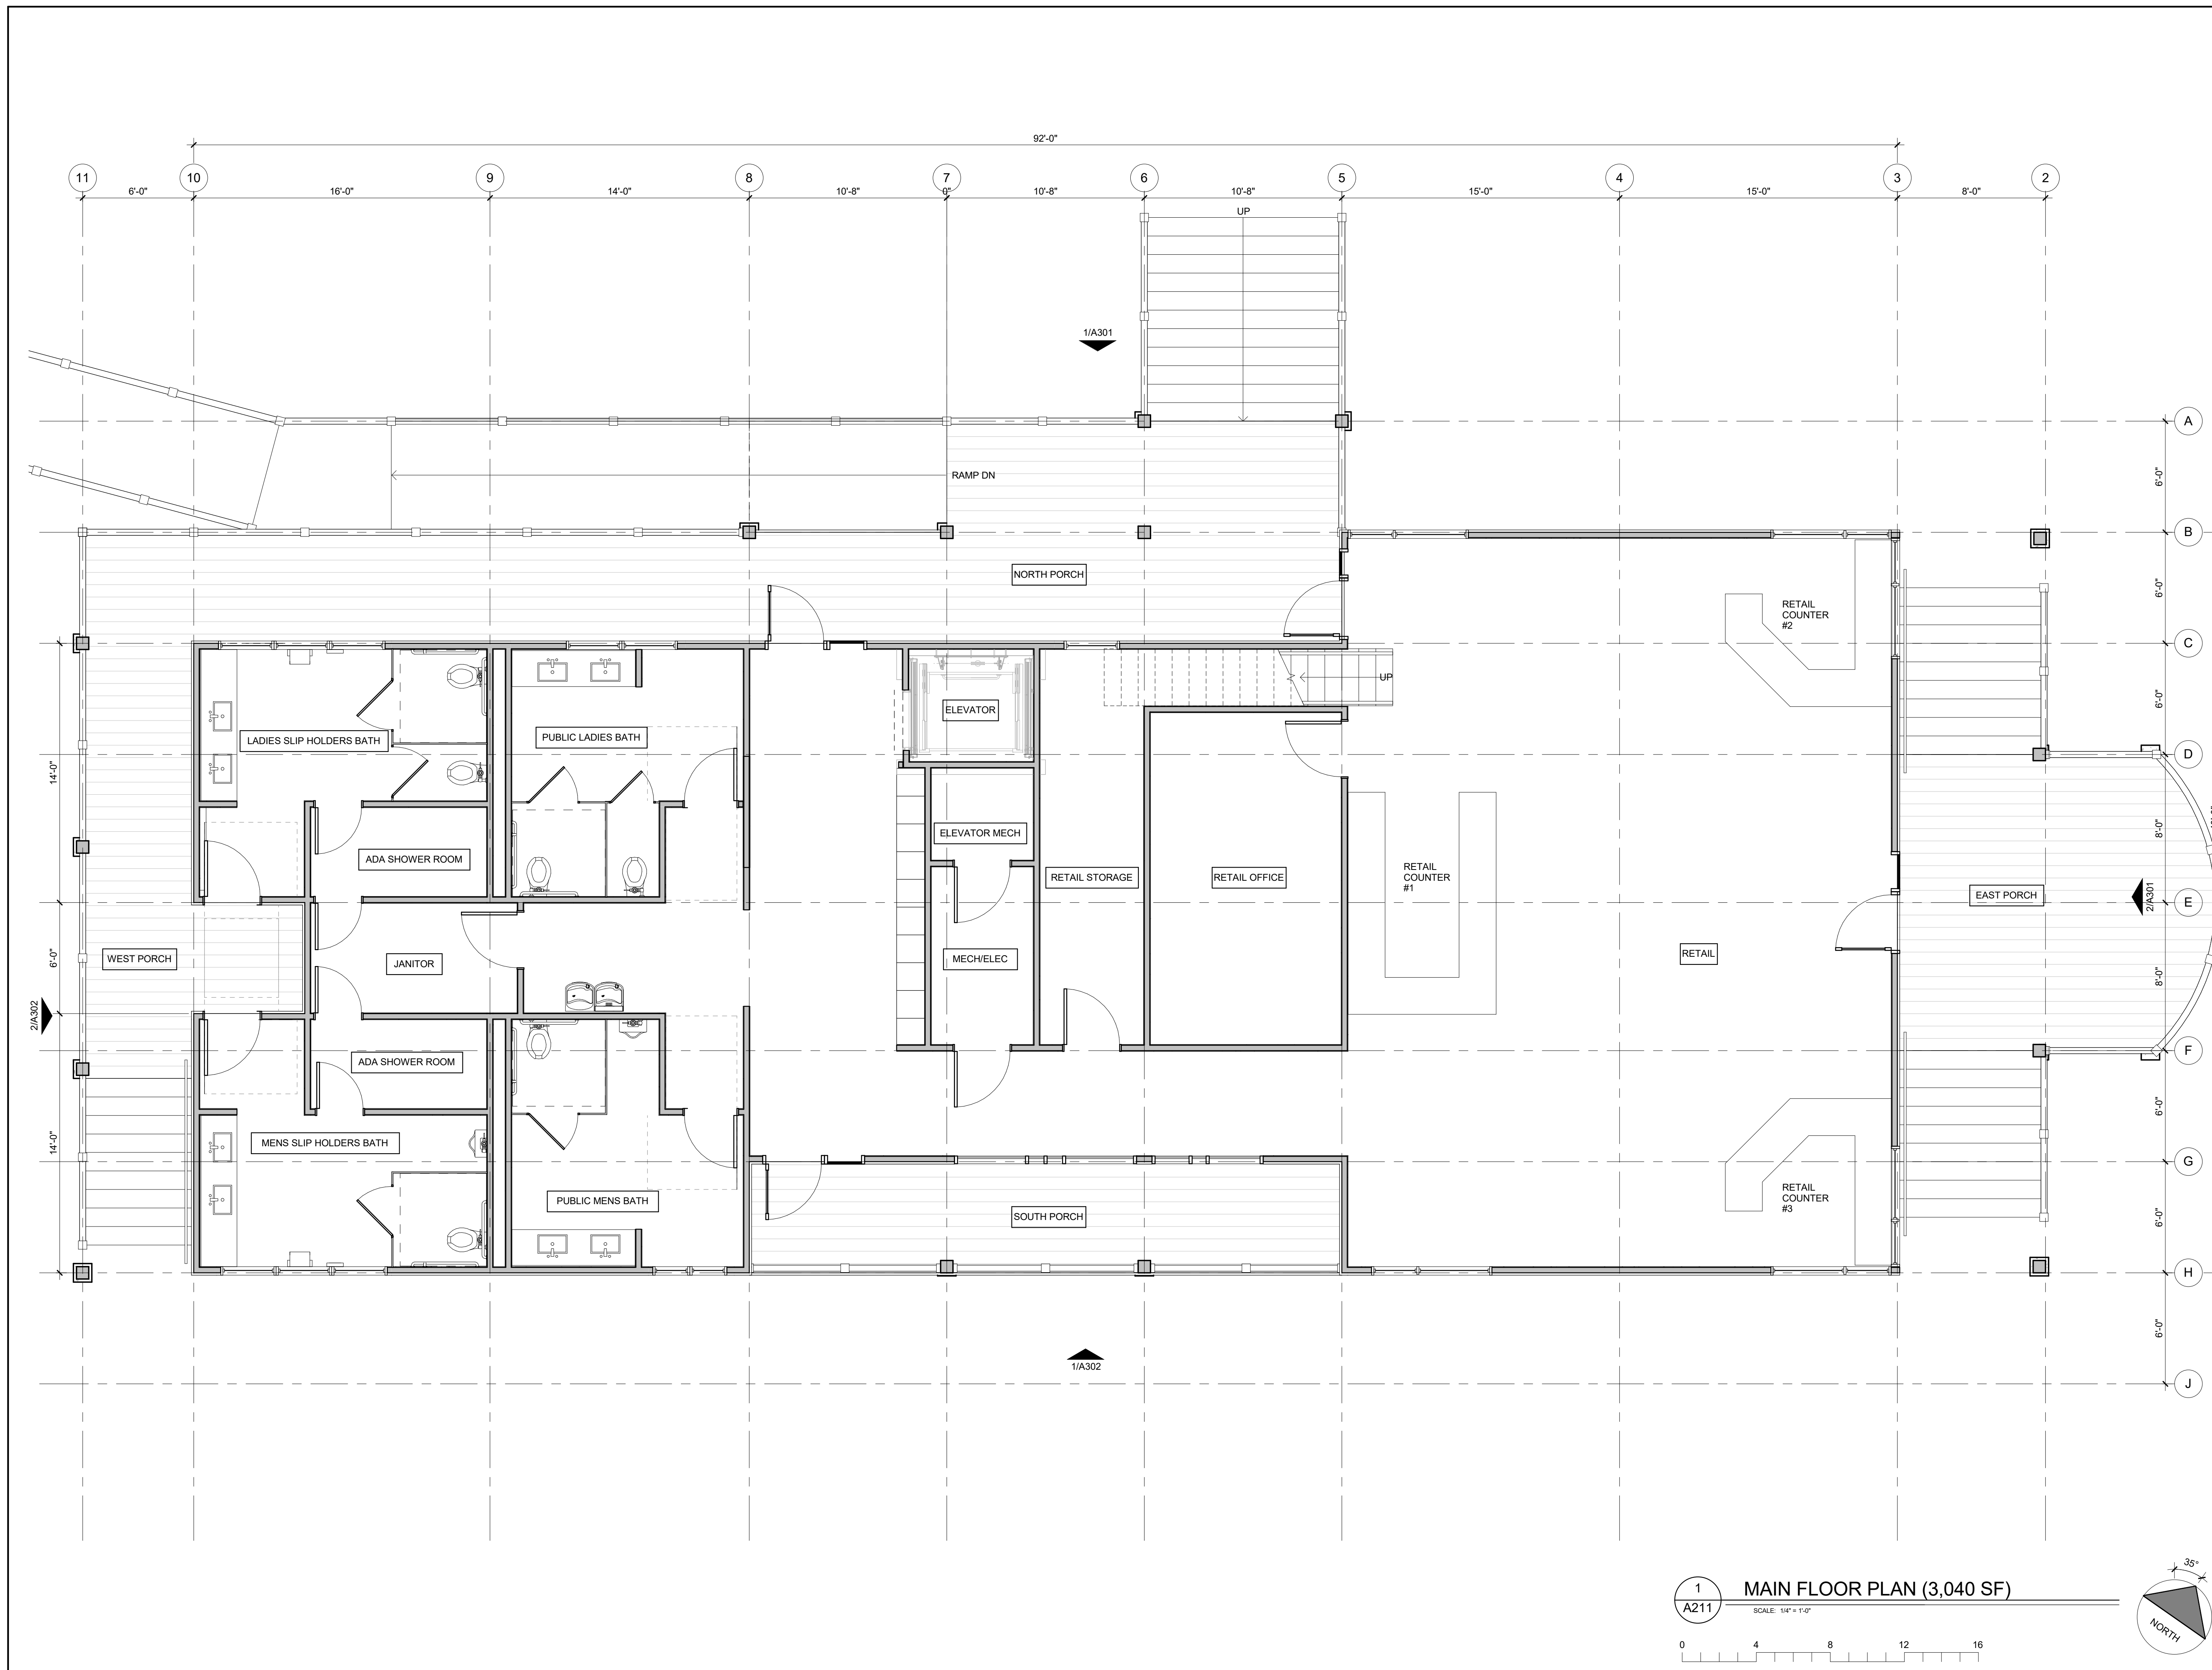 92'-0"
11
10
9
8
7
6
5
4
3
2
6'-0"
16'-0"
14'-0"
10'-8"
0"
10'-8"
10'-8"
15'-0"
15'-0"
8'-0"
UP
1/A301
A
6'-0"
RAMP DN
B
NORTH PORCH
6'-0"
RETAIL
COUNTER
#2
C
UP
6'-0"
ELEVATOR
LADIES SLIP HOLDERS BATH
PUBLIC LADIES BATH
D
14'-0"
8'-0"
ELEVATOR MECH
ADA SHOWER ROOM
RETAIL STORAGE
RETAIL OFFICE
RETAIL
COUNTER
#1
EAST PORCH
2/A301
E
WEST PORCH
6'-0"
JANITOR
MECH/ELEC
RETAIL
8'-0"
2/A302
ADA SHOWER ROOM
F
6'-0"
14'-0"
MENS SLIP HOLDERS BATH
G
PUBLIC MENS BATH
RETAIL
COUNTER
#3
SOUTH PORCH
6'-0"
H
6'-0"
1/A302
J
1
A211
MAIN FLOOR PLAN (3,040 SF)
SCALE: 1/4" = 1'-0"
0 4 8 12 16
35°
NORTH